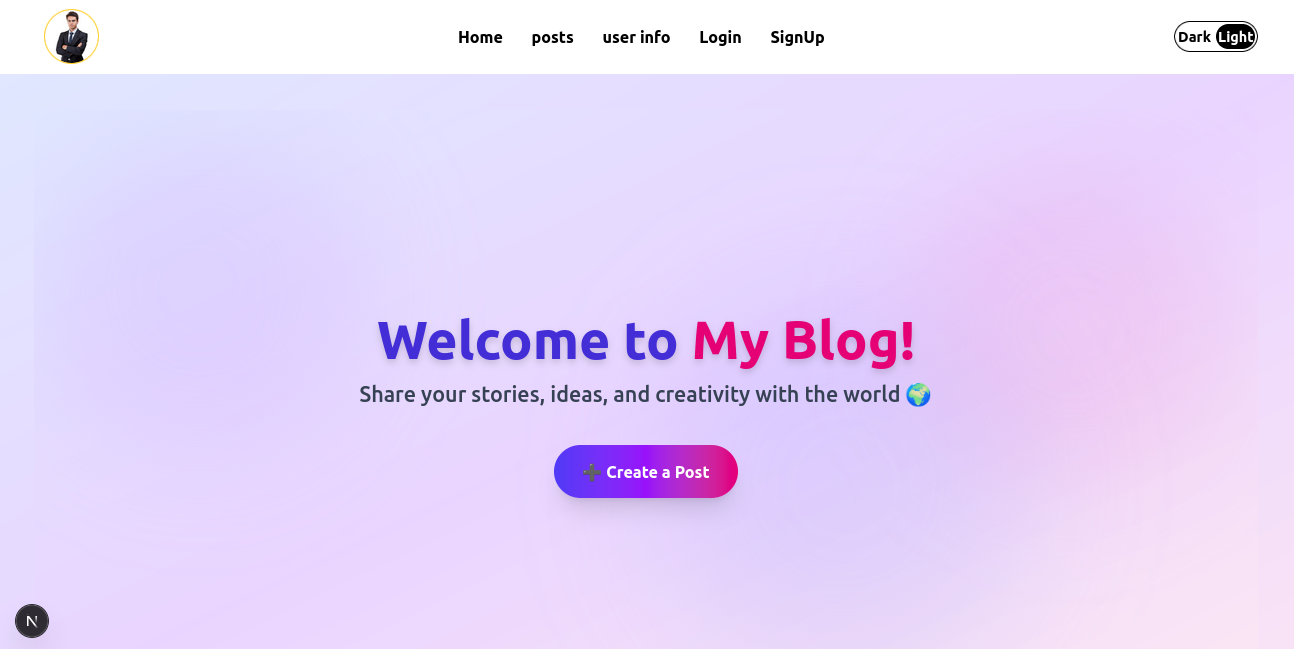 Home posts user info Login SignUp Dark Light
Welcome to My Blog!
Share your stories, ideas, and creativity with the world 🌍
➕ Create a Post
N